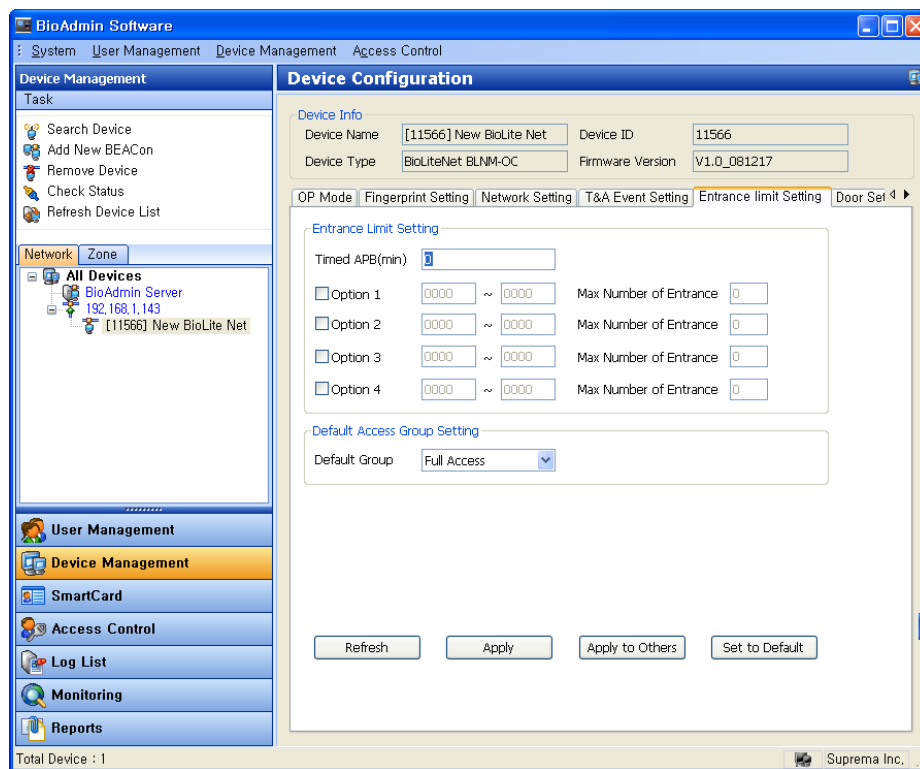 BioAdmin Software
System User Management Device Management Access Control
Device Management
Task
Search Device
Add New BEACon
Remove Device
Check Status
Refresh Device List
Network Zone
All Devices
BioAdmin Server
192,168,1,143
[11566] New BioLite Net
User Management
Device Management
SmartCard
Access Control
Log List
Monitoring
Reports
Device Configuration
Device Info
Device Name [11566] New BioLite Net Device ID 11566
Device Type BioLiteNet BLNM-OC Firmware Version V1.0_081217
OP Mode Fingerprint Setting Network Setting T&A Event Setting Entrance limit Setting Door Set
Entrance Limit Setting
Timed APB(min) 0
Option 1 0000 ~ 0000 Max Number of Entrance 0
Option 2 0000 ~ 0000 Max Number of Entrance 0
Option 3 0000 ~ 0000 Max Number of Entrance 0
Option 4 0000 ~ 0000 Max Number of Entrance 0
Default Access Group Setting
Default Group Full Access
Refresh Apply Apply to Others Set to Default
Total Device : 1 Suprema Inc,